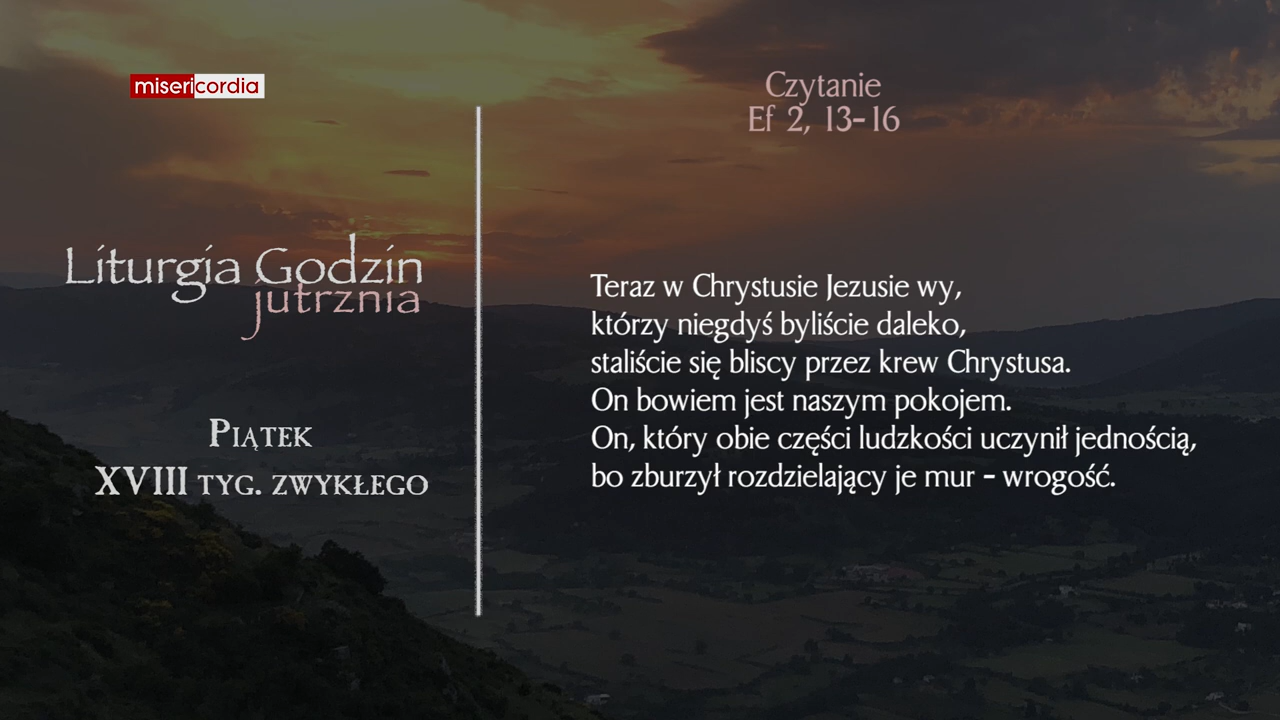 misericordia
Liturgia Godzin
jutrznia
Piątek
XVIII tyg. zwykłego
Czytanie
Ef 2, 13-16
Teraz w Chrystusie Jezusie wy,
którzy niegdyś byliście daleko,
staliście się bliscy przez krew Chrystusa.
On bowiem jest naszym pokojem.
On, który obie części ludzkości uczynił jednością,
bo zburzył rozdzielający je mur - wrogość.